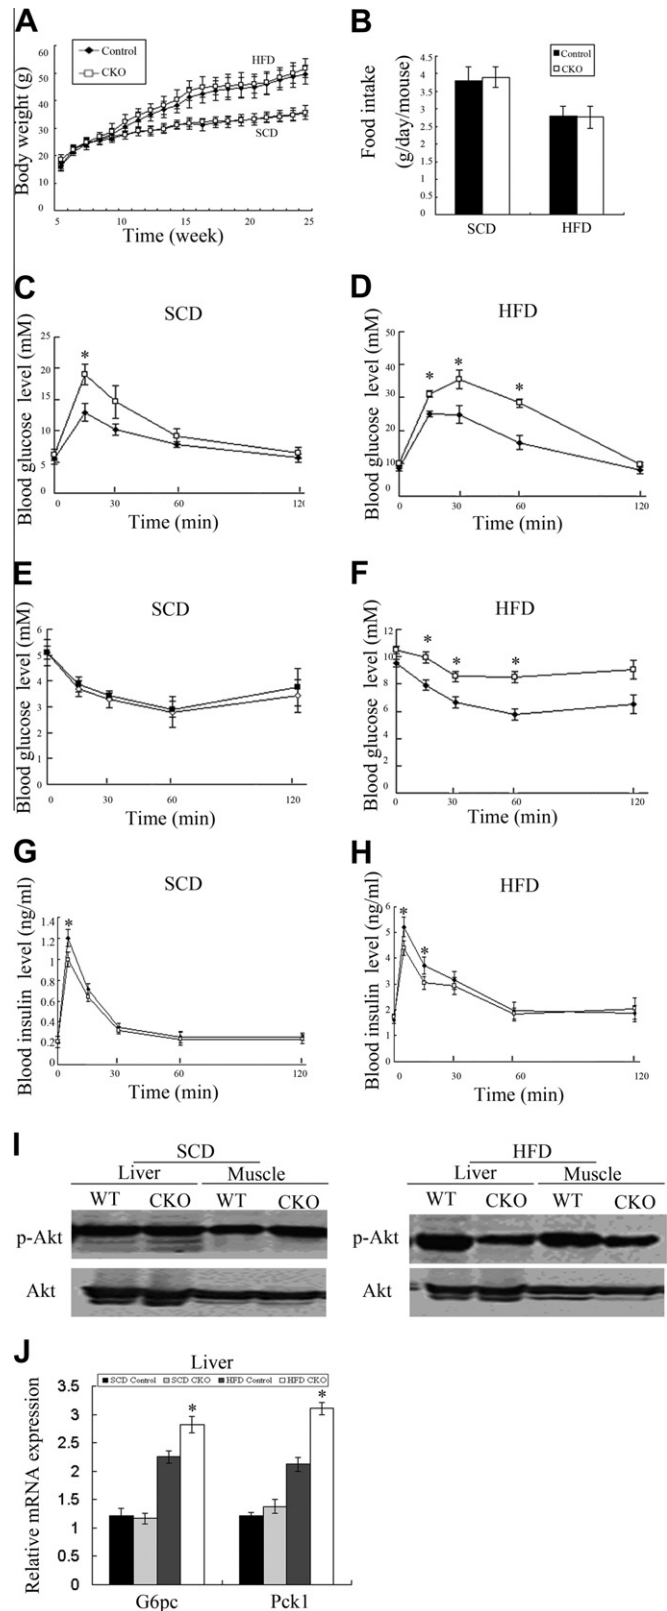 A
Control
CKO
HFD
SCD
Body weight (g)
60
50
40
30
20
10
0
5
10
15
20
25
Time (week)
B
Control
CKO
Food intake
(g/day/mouse)
4.5
4
3.5
3
2.5
2
1.5
1
0.5
0
SCD
HFD
C
SCD
Blood glucose level (mM)
25
20
15
10
5
0
0
30
60
120
Time (min)
*
D
HFD
Blood glucose level (mM)
50
40
30
20
10
0
0
30
60
120
Time (min)
* * *
E
SCD
Blood glucose level (mM)
6
5
4
3
2
1
0
0
30
60
120
Time (min)
F
HFD
Blood glucose level (mM)
12
10
8
6
4
2
0
0
30
60
120
Time (min)
* * *
G
SCD
Blood insulin level (ng/ml)
1.4
1.2
1
0.8
0.6
0.4
0.2
0
0
30
60
120
Time (min)
*
H
HFD
Blood insulin level (ng/ml)
6
5
4
3
2
1
0
0
30
60
120
Time (min)
* *
I
SCD
Liver Muscle
WT CKO WT CKO
p-Akt
Akt
HFD
Liver Muscle
WT CKO WT CKO
p-Akt
Akt
J
Liver
SCD Control SCD CKO HFD Control HFD CKO
Relative mRNA expression
3.5
3
2.5
2
1.5
1
0.5
0
* *
G6pc Pck1